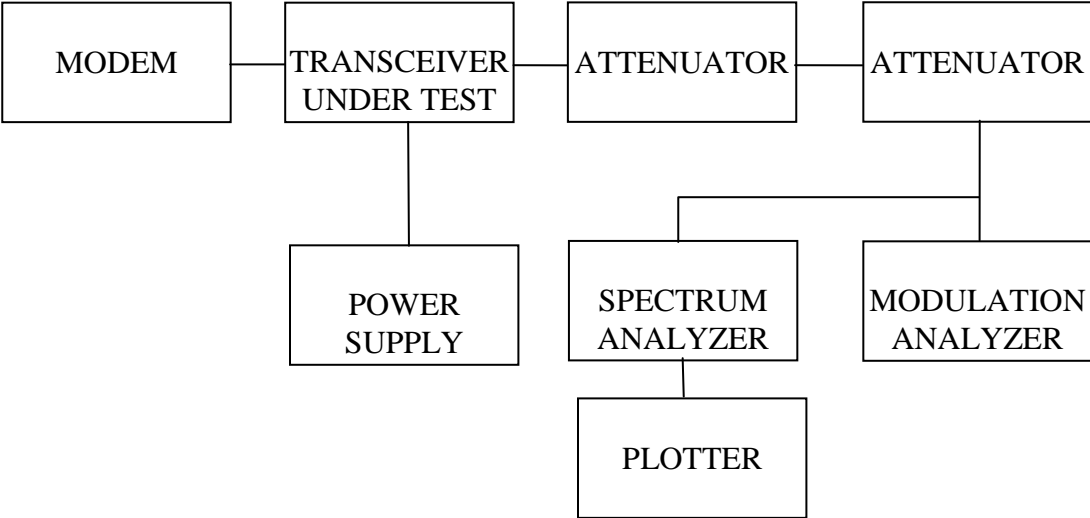 MODEM
TRANSCEIVER
UNDER TEST
ATTENUATOR
ATTENUATOR
POWER
SUPPLY
SPECTRUM
ANALYZER
MODULATION
ANALYZER
PLOTTER